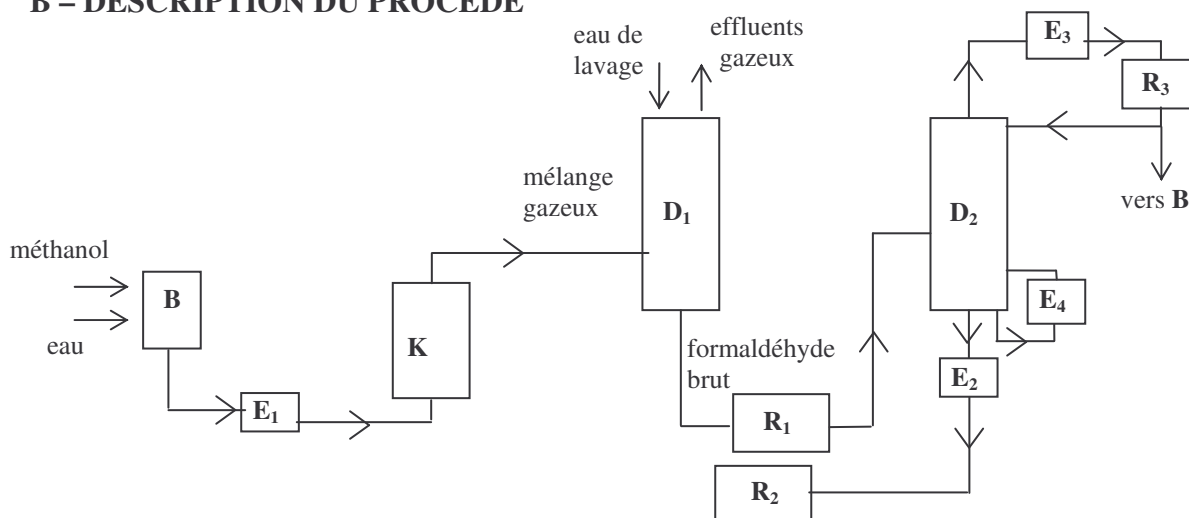 B – DESCRIPTION DU PROCEDE
eau de
lavage
effluents
gazeux
E3
R3
vers B
mélange
gazeux
D1
D2
méthanol
eau
B
K
E1
E4
formaldéhyde
brut
E2
R1
R2